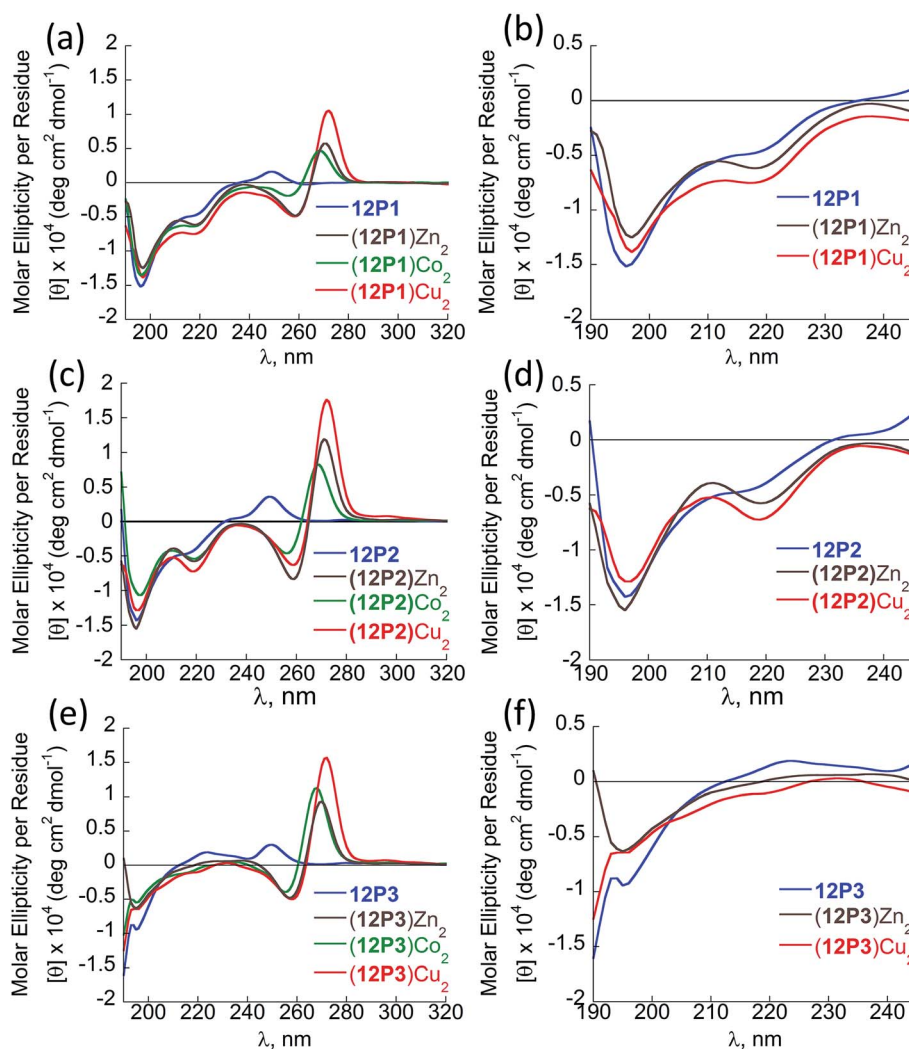 (a)
Molar Ellipticity per Residue
[θ] x 10⁴ (deg cm² dmol⁻¹)
2
1.5
1
0.5
0
-0.5
-1
-1.5
-2
12P1
(12P1)Zn₂
(12P1)Co₂
(12P1)Cu₂
200 220 240 260 280 300 320
λ, nm
(b)
Molar Ellipticity per Residue
[θ] x 10⁴ (deg cm² dmol⁻¹)
0.5
0
-0.5
-1
-1.5
-2
12P1
(12P1)Zn₂
(12P1)Cu₂
190 200 210 220 230 240
λ, nm
(c)
Molar Ellipticity per Residue
[θ] x 10⁴ (deg cm² dmol⁻¹)
2
1.5
1
0.5
0
-0.5
-1
-1.5
-2
12P2
(12P2)Zn₂
(12P2)Co₂
(12P2)Cu₂
200 220 240 260 280 300 320
λ, nm
(d)
Molar Ellipticity per Residue
[θ] x 10⁴ (deg cm² dmol⁻¹)
0.5
0
-0.5
-1
-1.5
-2
12P2
(12P2)Zn₂
(12P2)Cu₂
190 200 210 220 230 240
λ, nm
(e)
Molar Ellipticity per Residue
[θ] x 10⁴ (deg cm² dmol⁻¹)
2
1.5
1
0.5
0
-0.5
-1
-1.5
-2
12P3
(12P3)Zn₂
(12P3)Co₂
(12P3)Cu₂
200 220 240 260 280 300 320
λ, nm
(f)
Molar Ellipticity per Residue
[θ] x 10⁴ (deg cm² dmol⁻¹)
0.5
0
-0.5
-1
-1.5
-2
12P3
(12P3)Zn₂
(12P3)Cu₂
190 200 210 220 230 240
λ, nm